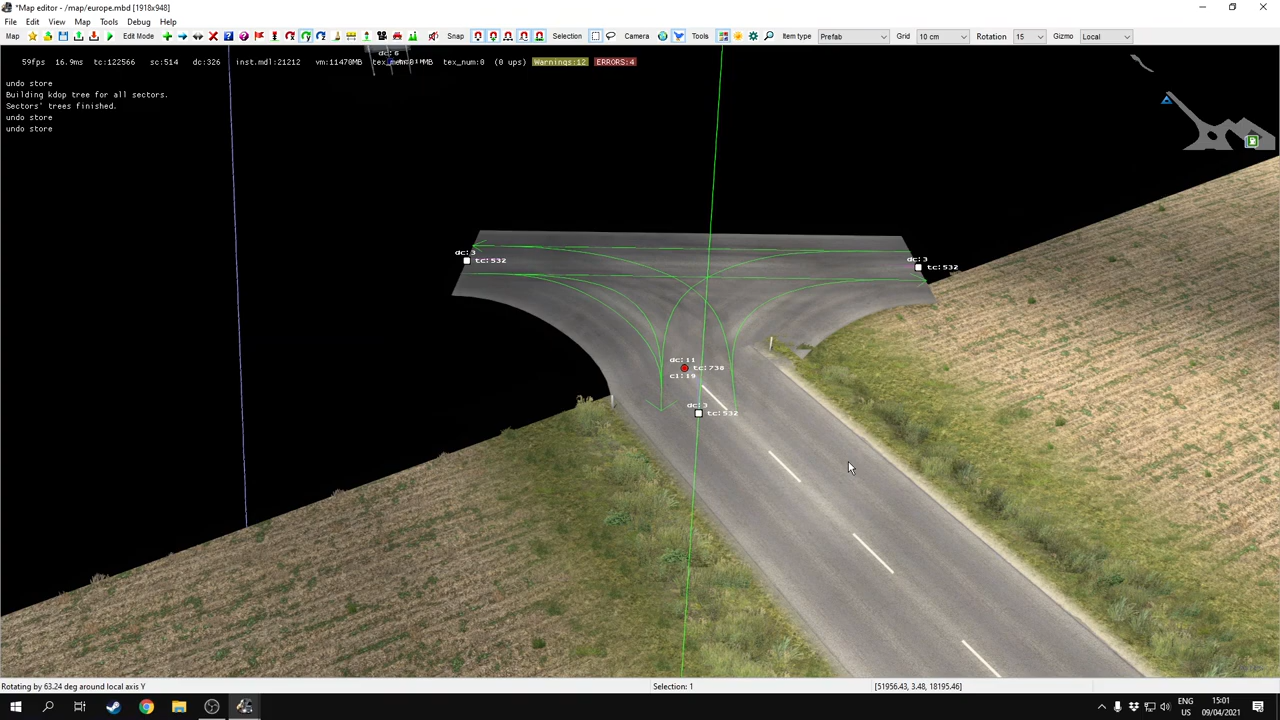 *Map editor - /map/europe.mbd [1918x948]
File Edit View Map Tools Debug Help
Map Edit Mode Snap Selection Camera Tools Item type Prefab Grid 10 cm Rotation 15 Gizmo Local
59fps 16.9ms tc:122566 sc:514 dc:326 inst.mdl:21212 vm:11470MB MB tex_num:0 (0 ups) Warnings:12 ERRORS:4
undo store
Building kdop tree for all sectors.
Sectors' trees finished.
undo store
undo store
dc:3
tc:532
dc:3
tc:532
dc:11
tc:738
cl:19
dc:3
tc:532
Rotating by 63.24 deg around local axis Y Selection: 1 [51956.43, 3.48, 18195.46]
ENG
US
15:01
09/04/2021